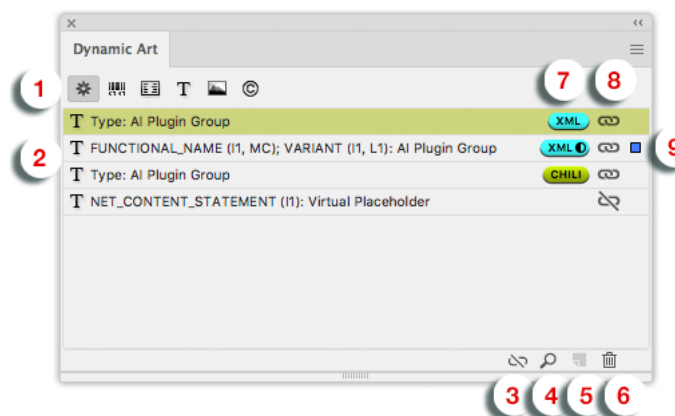 Dynamic Art
7 8
1 T ©
T Type: AI Plugin Group XML
2 T FUNCTIONAL_NAME (I1, MC); VARIANT (I1, L1): AI Plugin Group XML 9
T Type: AI Plugin Group CHILI
T NET_CONTENT_STATEMENT (I1): Virtual Placeholder
3 4 5 6